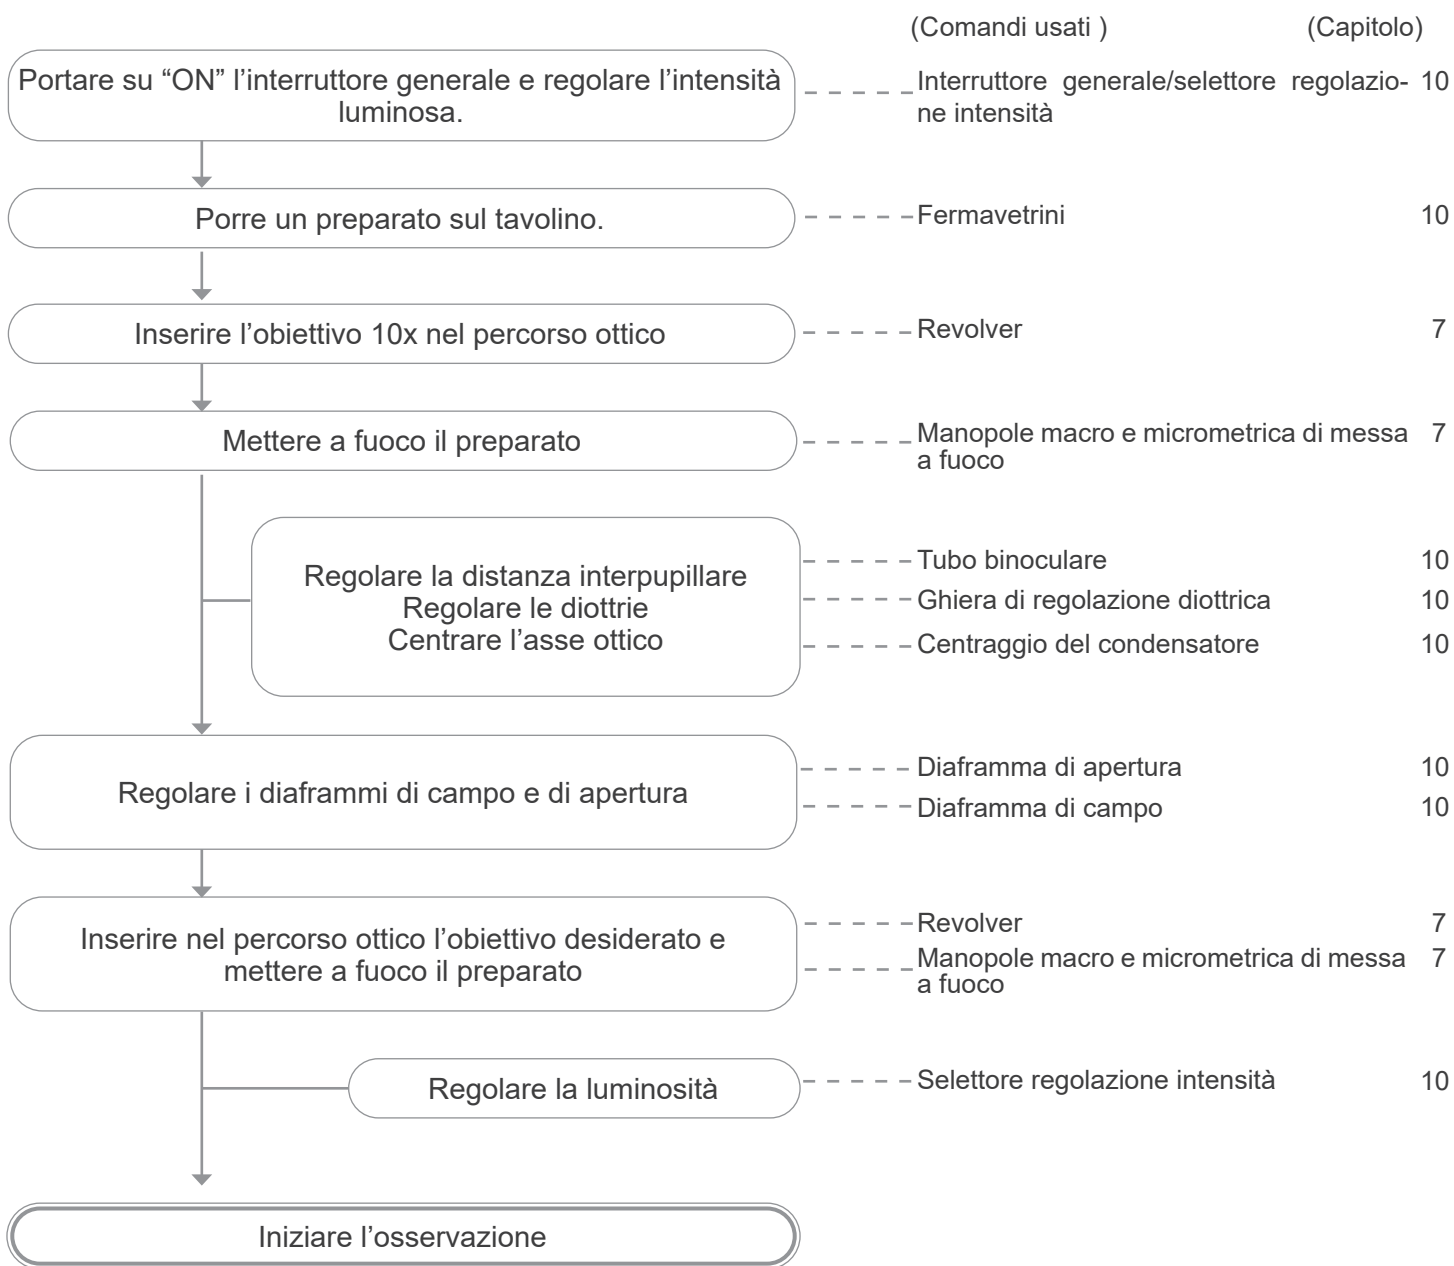 (Comandi usati ) (Capitolo)
Portare su “ON” l’interruttore generale e regolare l’intensità
luminosa.
Interruttore generale/selettore regolazio- 10
ne intensità
Porre un preparato sul tavolino.
Fermavetrini 10
Inserire l’obiettivo 10x nel percorso ottico
Revolver 7
Mettere a fuoco il preparato
Manopole macro e micrometrica di messa 7
a fuoco
Regolare la distanza interpupillare
Regolare le diottrie
Centrare l’asse ottico
Tubo binoculare 10
Ghiera di regolazione diottrica 10
Centraggio del condensatore 10
Regolare i diaframmi di campo e di apertura
Diaframma di apertura 10
Diaframma di campo 10
Inserire nel percorso ottico l’obiettivo desiderato e
mettere a fuoco il preparato
Revolver 7
Manopole macro e micrometrica di messa 7
a fuoco
Regolare la luminosità
Selettore regolazione intensità 10
Iniziare l’osservazione